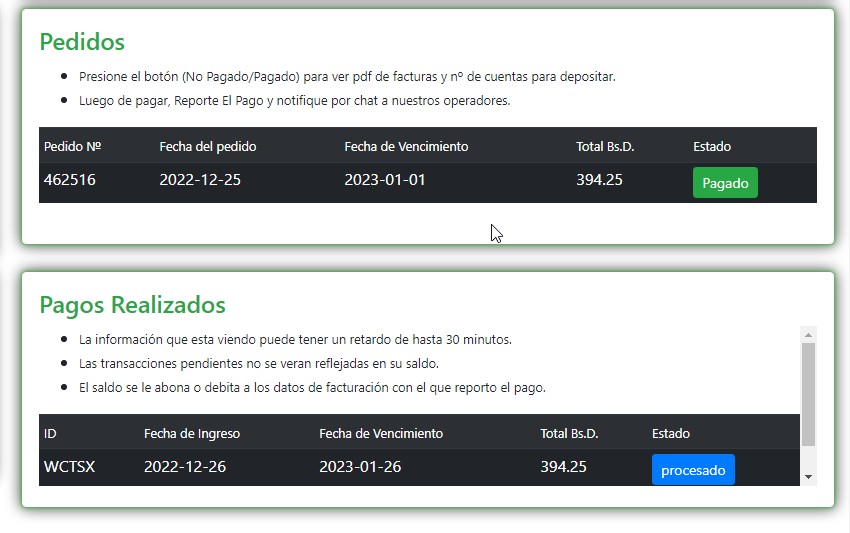 Pedidos
Presione el botón (No Pagado/Pagado) para ver pdf de facturas y nº de cuentas para depositar.
Luego de pagar, Reporte El Pago y notifique por chat a nuestros operadores.
Pedido Nº Fecha del pedido Fecha de Vencimiento Total Bs.D. Estado
462516 2022-12-25 2023-01-01 394.25 Pagado
Pagos Realizados
La información que esta viendo puede tener un retardo de hasta 30 minutos.
Las transacciones pendientes no se veran reflejadas en su saldo.
El saldo se le abona o debita a los datos de facturación con el que reporto el pago.
ID Fecha de Ingreso Fecha de Vencimiento Total Bs.D. Estado
WCTSX 2022-12-26 2023-01-26 394.25 procesado